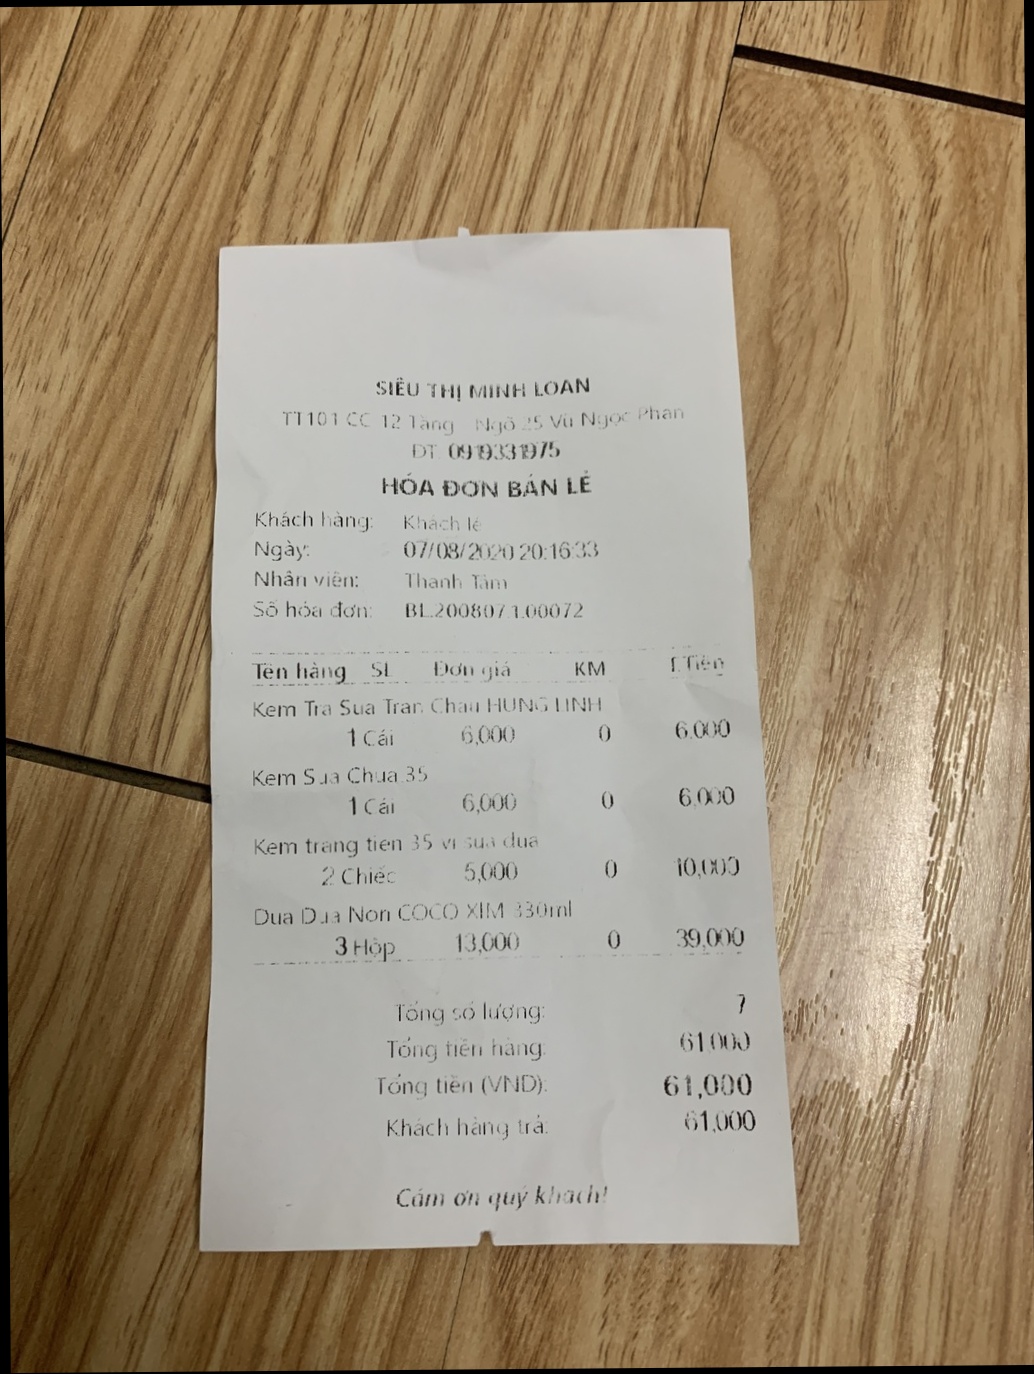 SIÊU THỊ MINH LOAN
TT101 CC 12 Tầng Ngõ 25 Vũ Ngọc Phan
ĐT 0919331975
HÓA ĐƠN BÁN LẺ
Khách hàng: Khách lẻ
Ngày: 07/08/2020 20:16:33
Nhân viên: Thanh Tâm
Số hóa đơn: BL.200807.1.00072
Tên hàng SL Đơn giá KM T.Tiền
Kem Tra Sua Tran Chau HUNG LINH
1 Cái 6,000 0 6,000
Kem Sua Chua.35
1 Cái 6,000 0 6,000
Kem trang tien 35 vi sua dua
2 Chiếc 5,000 0 10,000
Dua Dua Non COCO XIM 330ml
3 Hộp 13,000 0 39,000
Tổng số lượng: 7
Tổng tiền hàng: 61,000
Tổng tiền (VND): 61,000
Khách hàng trả: 61,000
Cám ơn quý khách!